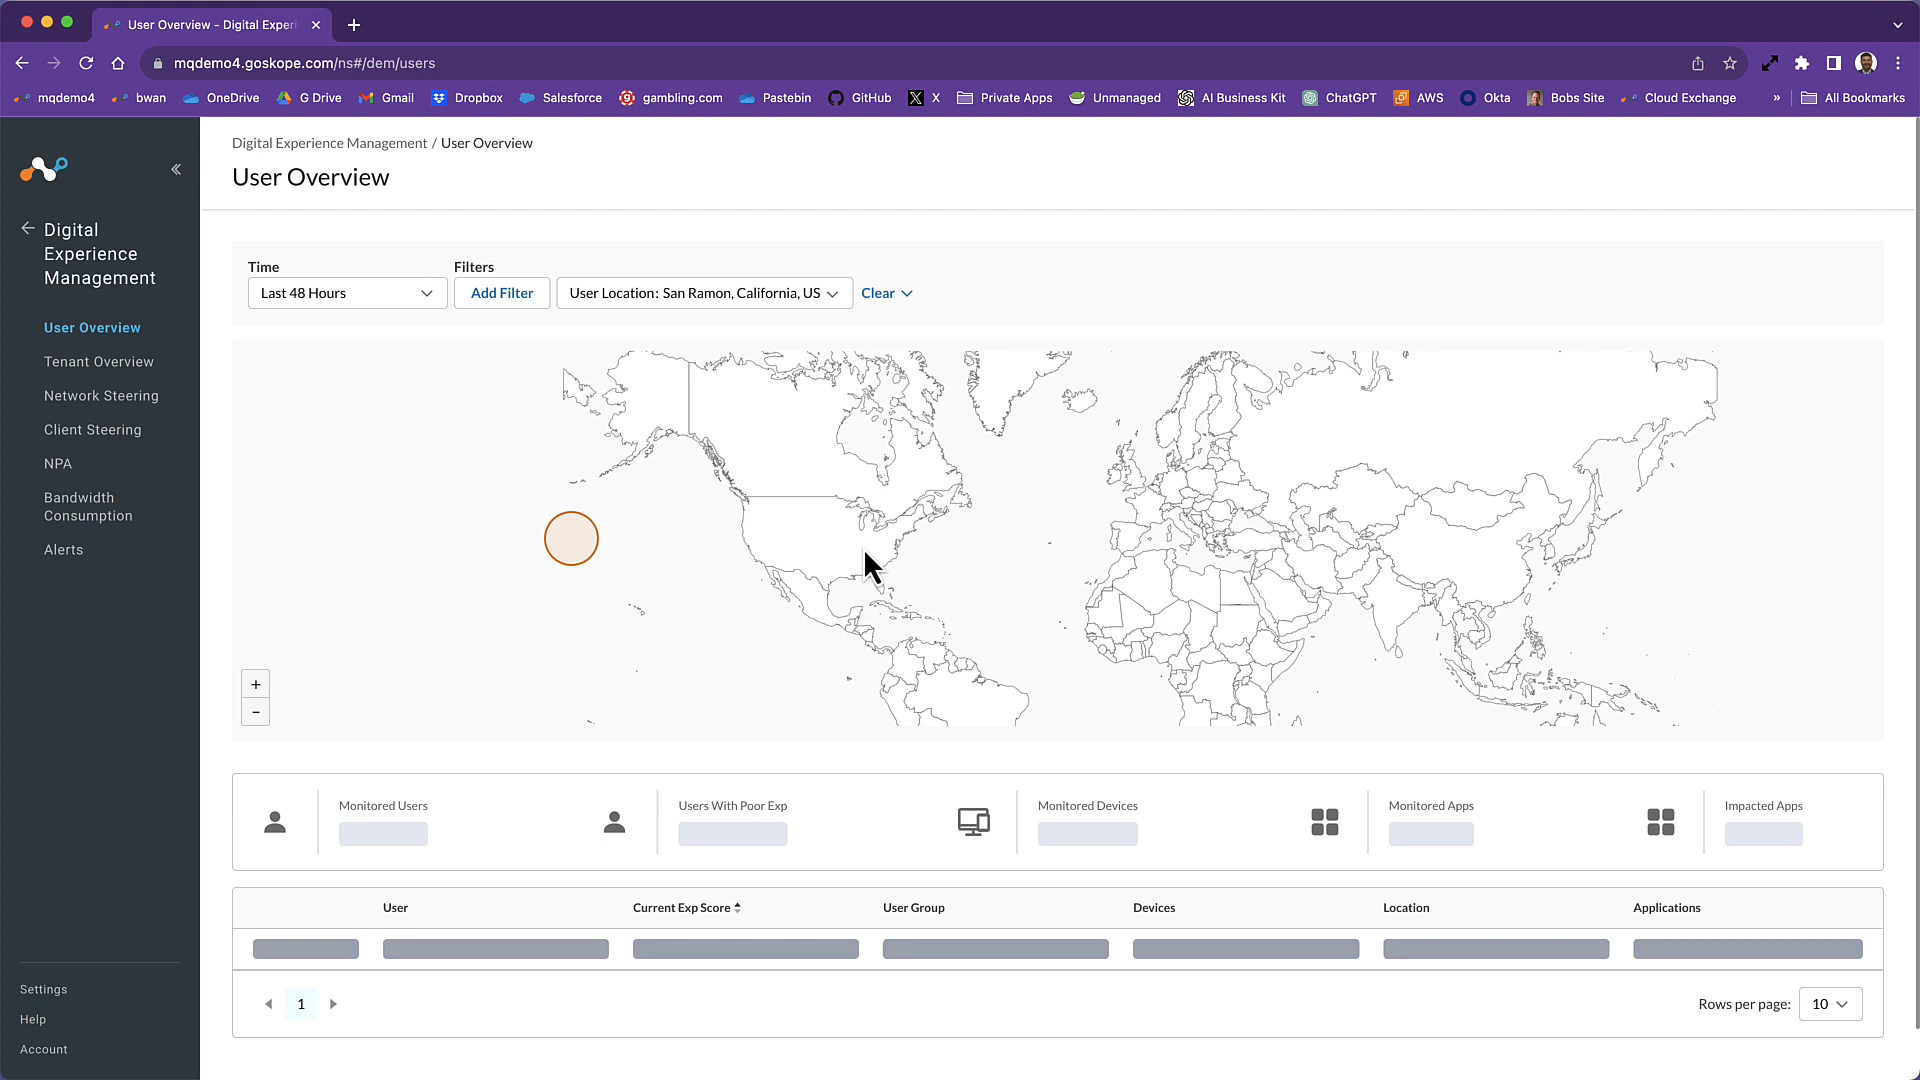 User Overview - Digital Experi
mqdemo4.goskope.com/ns#/dem/users
mqdemo4 bwan OneDrive G Drive Gmail Dropbox Salesforce gambling.com Pastebin GitHub X Private Apps Unmanaged AI Business Kit ChatGPT AWS Okta Bobs Site Cloud Exchange » All Bookmarks
Digital Experience Management / User Overview
User Overview
Digital
Experience
Management
User Overview
Tenant Overview
Network Steering
Client Steering
NPA
Bandwidth
Consumption
Alerts
Settings
Help
Account
Time Filters
Last 48 Hours Add Filter User Location: San Ramon, California, US Clear
+
-
Monitored Users Users With Poor Exp Monitored Devices Monitored Apps Impacted Apps
User Current Exp Score User Group Devices Location Applications
1 Rows per page: 10